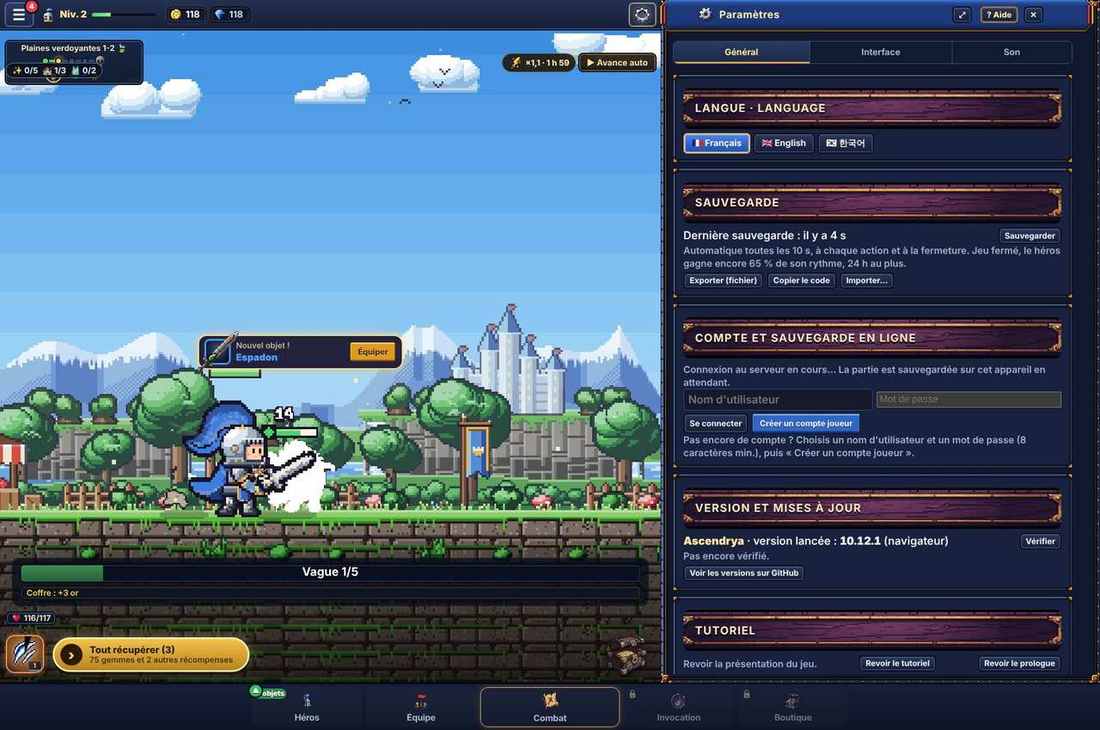 4
Niv. 2
118
118
Plaines verdoyantes 1-2
0/5
1/3
0/2
×1,1 · 1 h 59
Avance auto
Nouvel objet !
Espadon
Équiper
14
Vague 1/5
Coffre : +3 or
116/117
1
Tout récupérer (3)
75 gemmes et 2 autres récompenses
objets
Héros
Équipe
Combat
Invocation
Boutique
Paramètres
? Aide
Général
Interface
Son
LANGUE · LANGUAGE
Français
English
한국어
SAUVEGARDE
Dernière sauvegarde : il y a 4 s
Sauvegarder
Automatique toutes les 10 s, à chaque action et à la fermeture. Jeu fermé, le héros
gagne encore 65 % de son rythme, 24 h au plus.
Exporter (fichier)
Copier le code
Importer...
COMPTE ET SAUVEGARDE EN LIGNE
Connexion au serveur en cours... La partie est sauvegardée sur cet appareil en
attendant.
Nom d'utilisateur
Mot de passe
Se connecter
Créer un compte joueur
Pas encore de compte ? Choisis un nom d'utilisateur et un mot de passe (8
caractères min.), puis « Créer un compte joueur ».
VERSION ET MISES À JOUR
Ascendrya · version lancée : 10.12.1 (navigateur)
Vérifier
Pas encore vérifié.
Voir les versions sur GitHub
TUTORIEL
Revoir la présentation du jeu.
Revoir le tutoriel
Revoir le prologue